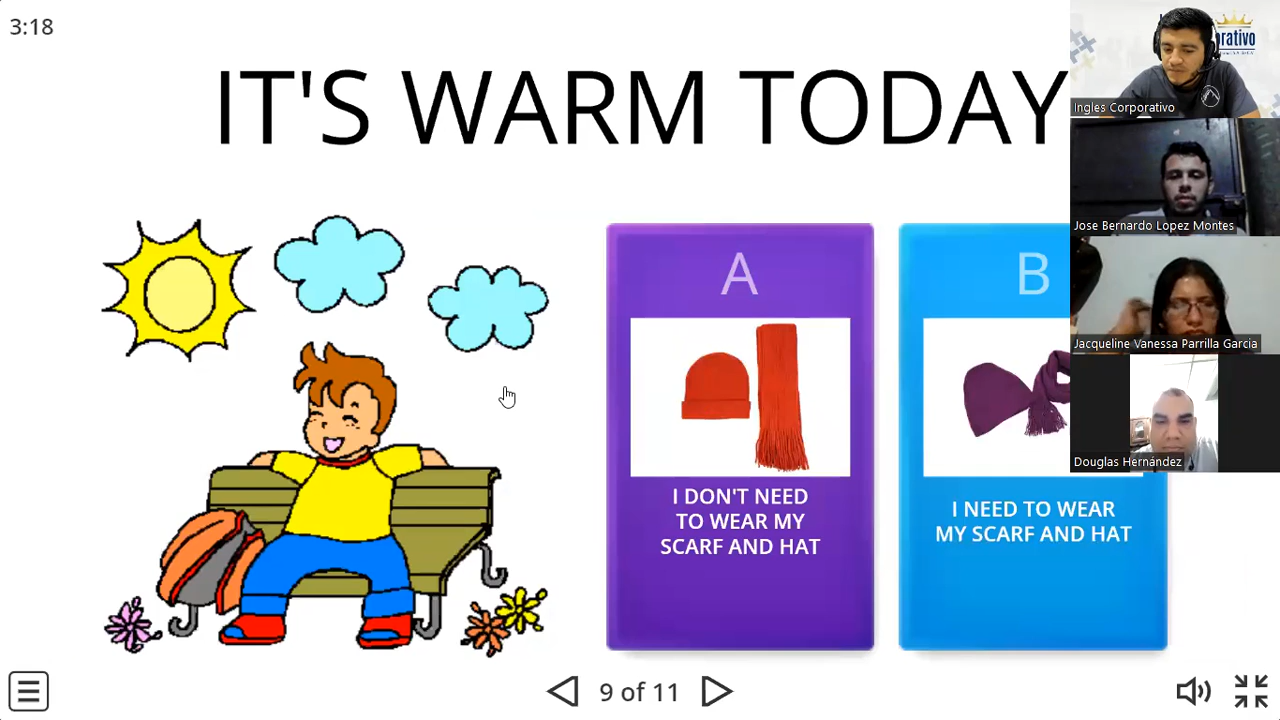 3:18
IT'S WARM TODAY
A
I DON'T NEED
TO WEAR MY
SCARF AND HAT
B
I NEED TO WEAR
MY SCARF AND HAT
9 of 11
Ingles Corporativo
Jose Bernardo Lopez Montes
Jacqueline Vanessa Parrilla Garcia
Douglas Hernández